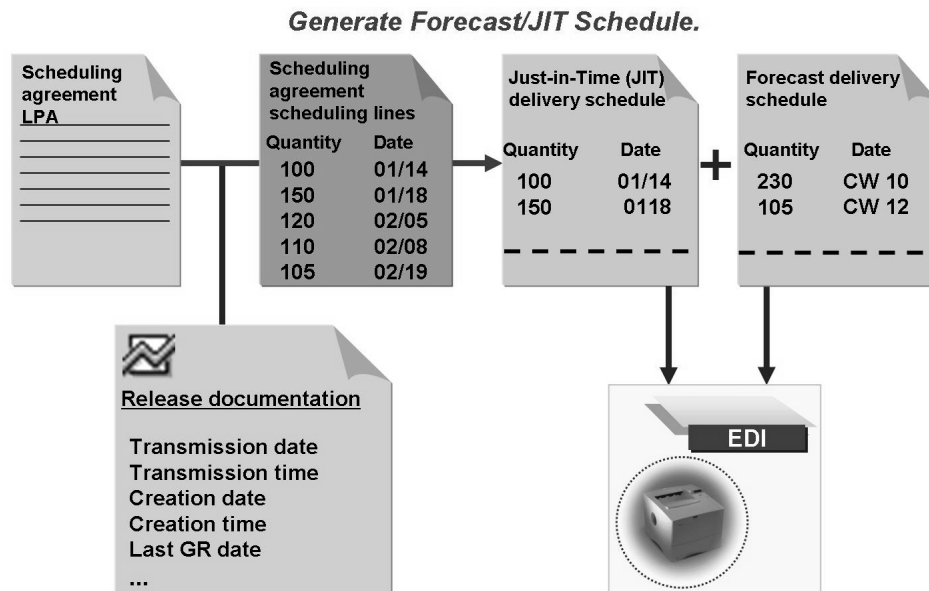 Generate Forecast/JIT Schedule.
Scheduling
agreement
LPA
Scheduling
agreement
scheduling lines
Quantity Date
100 01/14
150 01/18
120 02/05
110 02/08
105 02/19
Just-in-Time (JIT)
delivery schedule
Quantity Date
100 01/14
150 0118
+
Forecast delivery
schedule
Quantity Date
230 CW 10
105 CW 12
Release documentation
Transmission date
Transmission time
Creation date
Creation time
Last GR date
...
EDI